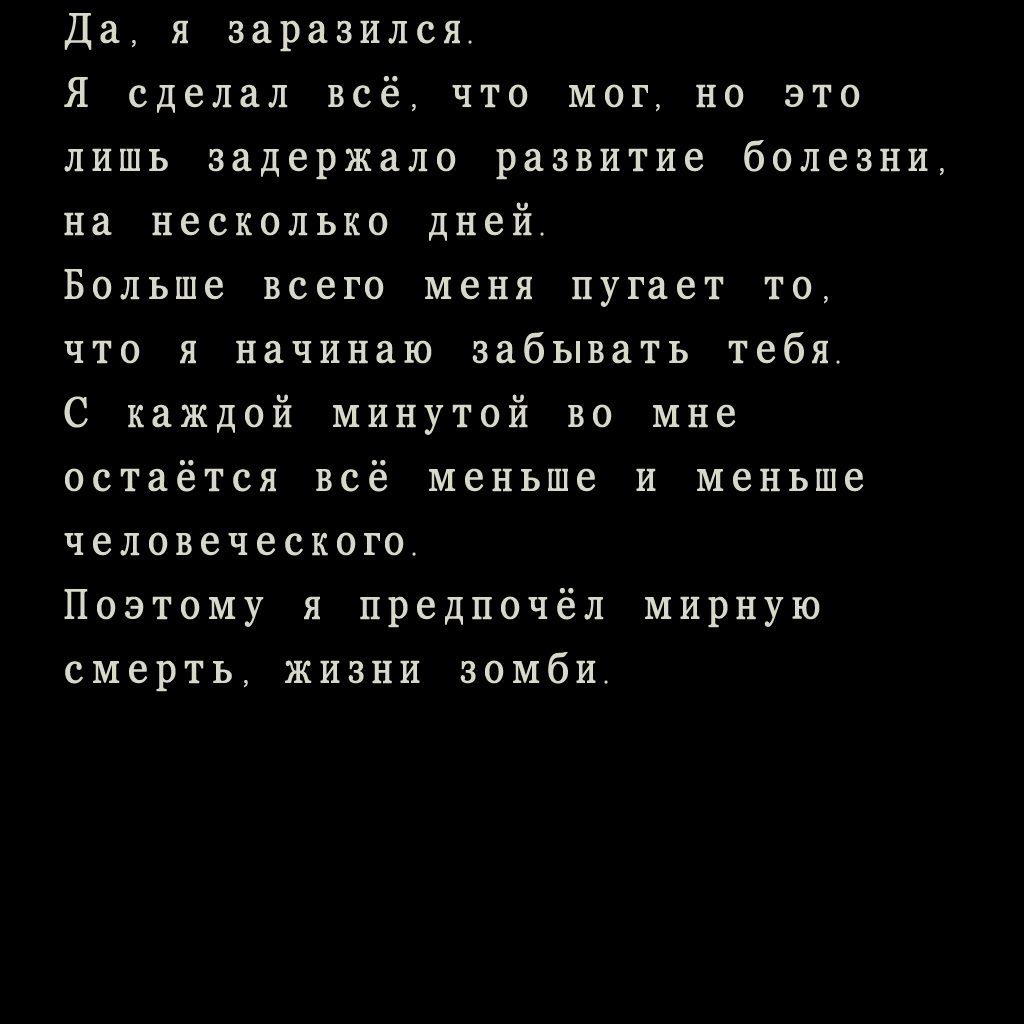 Да, я заразился.
Я сделал всё, что мог, но это
лишь задержало развитие болезни,
на несколько дней.
Больше всего меня пугает то,
что я начинаю забывать тебя.
С каждой минутой во мне
остаётся всё меньше и меньше
человеческого.
Поэтому я предпочёл мирную
смерть, жизни зомби.